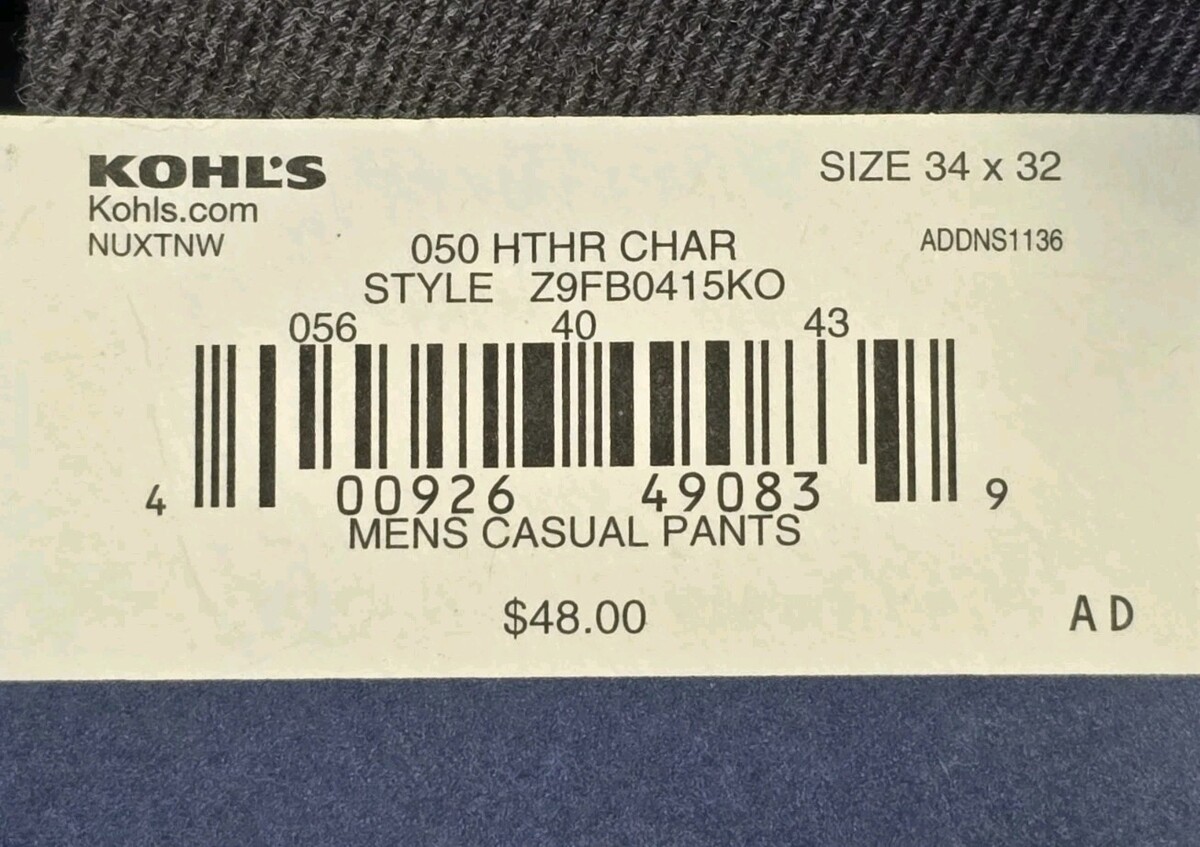 KOHL'S
SIZE 34 x 32
Kohls.com
NUXTNW
050 HTHR CHAR
ADDNS1136
STYLE Z9FB0415KO
056 40 43
4 00926 49083 9
MENS CASUAL PANTS
$48.00
A D